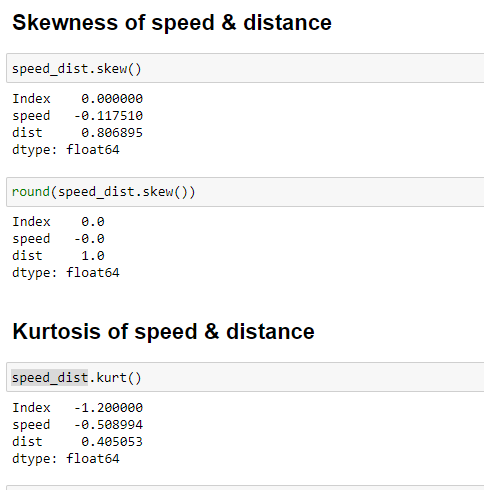 Skewness of speed & distance
speed_dist.skew()
Index    0.000000
speed   -0.117510
dist     0.806895
dtype: float64
round(speed_dist.skew())
Index    0.0
speed   -0.0
dist     1.0
dtype: float64
Kurtosis of speed & distance
speed_dist.kurt()
Index   -1.200000
speed   -0.508994
dist     0.405053
dtype: float64